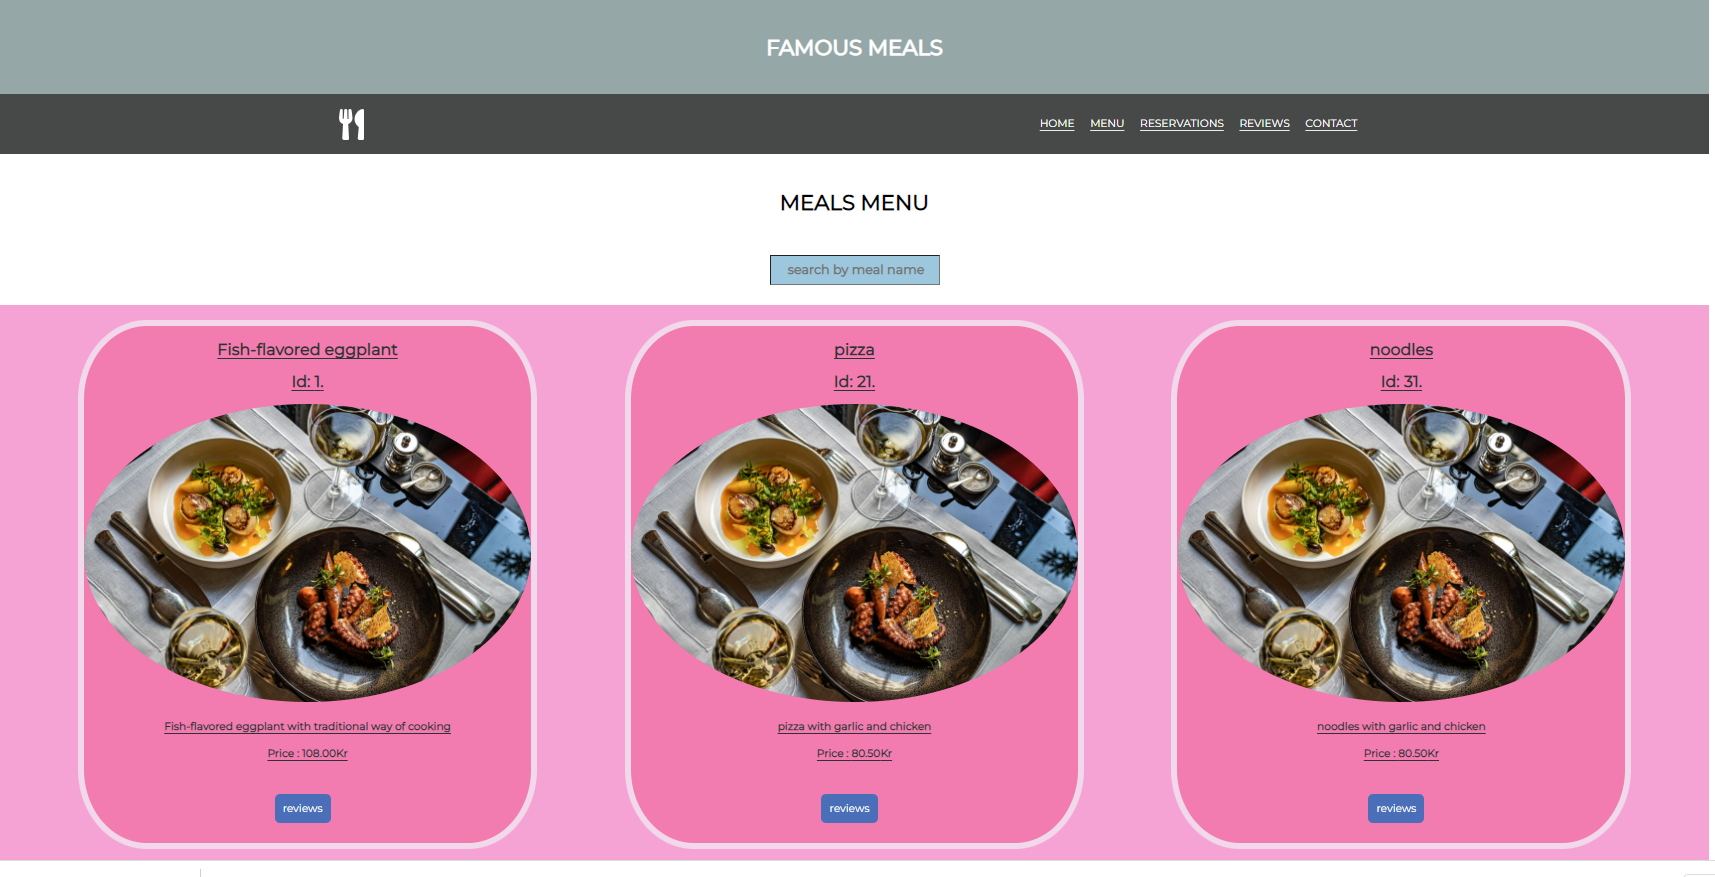 FAMOUS MEALS
HOME MENU RESERVATIONS REVIEWS CONTACT
MEALS MENU
search by meal name
Fish-flavored eggplant
Id: 1.
Fish-flavored eggplant with traditional way of cooking
Price : 108.00Kr
reviews
pizza
Id: 21.
pizza with garlic and chicken
Price : 80.50Kr
reviews
noodles
Id: 31.
noodles with garlic and chicken
Price : 80.50Kr
reviews